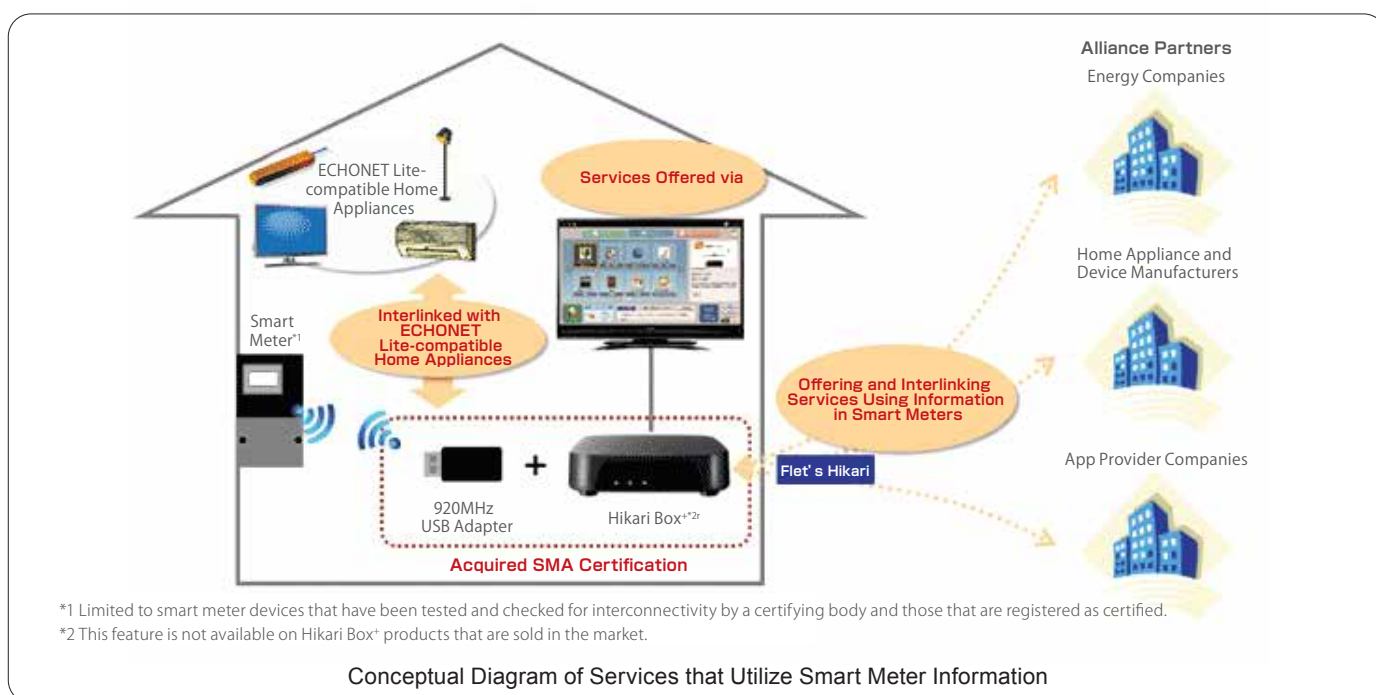 Alliance Partners
Energy Companies
ECHONET Lite-
compatible Home
Appliances
Services Offered via
Home Appliance and
Device Manufacturers
Smart
Meter*1
Interlinked with
ECHONET
Lite-compatible
Home Appliances
Offering and Interlinking
Services Using Information
in Smart Meters
Flet's Hikari
App Provider Companies
920MHz
USB Adapter
+
Hikari Box+*2r
Acquired SMA Certification
*1 Limited to smart meter devices that have been tested and checked for interconnectivity by a certifying body and those that are registered as certified.
*2 This feature is not available on Hikari Box+ products that are sold in the market.
Conceptual Diagram of Services that Utilize Smart Meter Information